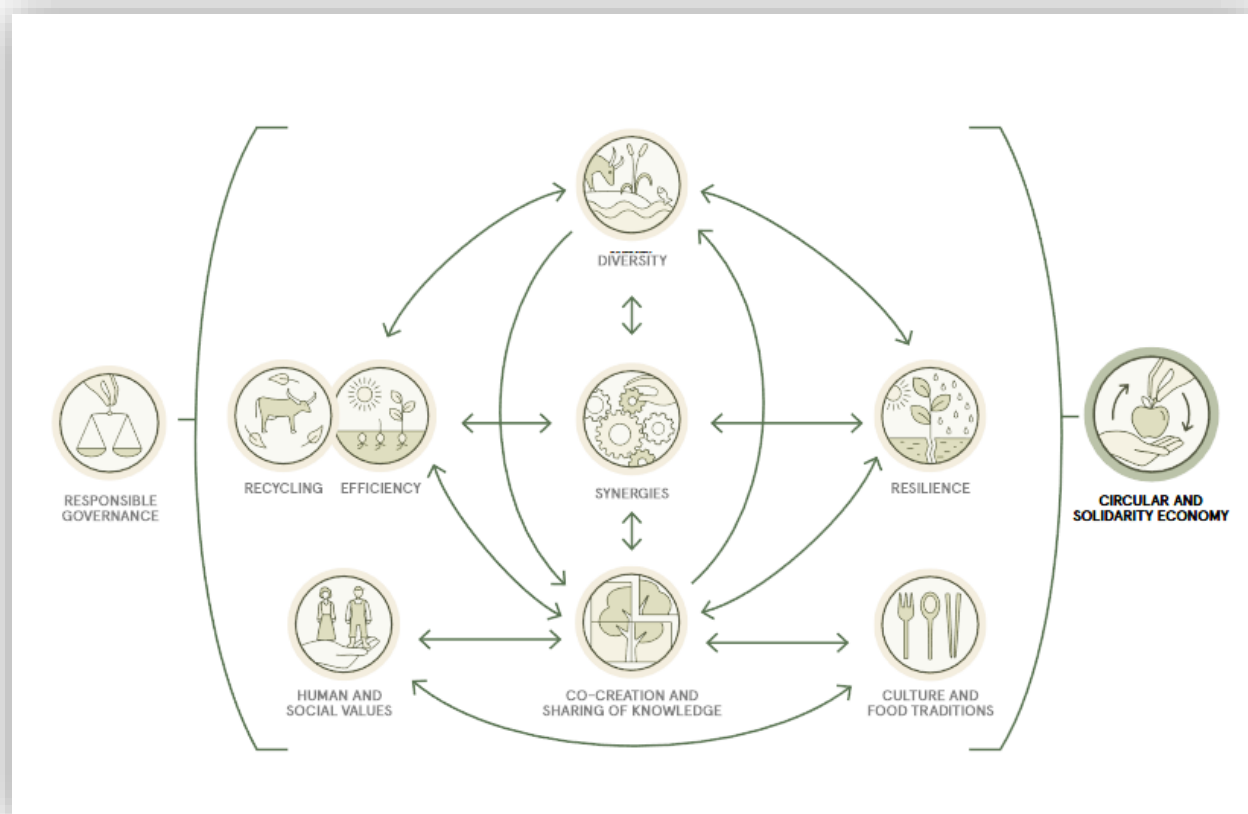 DIVERSITY
RECYCLING EFFICIENCY
SYNERGIES
RESILIENCE
RESPONSIBLE
GOVERNANCE
CIRCULAR AND
SOLIDARITY ECONOMY
HUMAN AND
SOCIAL VALUES
CO-CREATION AND
SHARING OF KNOWLEDGE
CULTURE AND
FOOD TRADITIONS